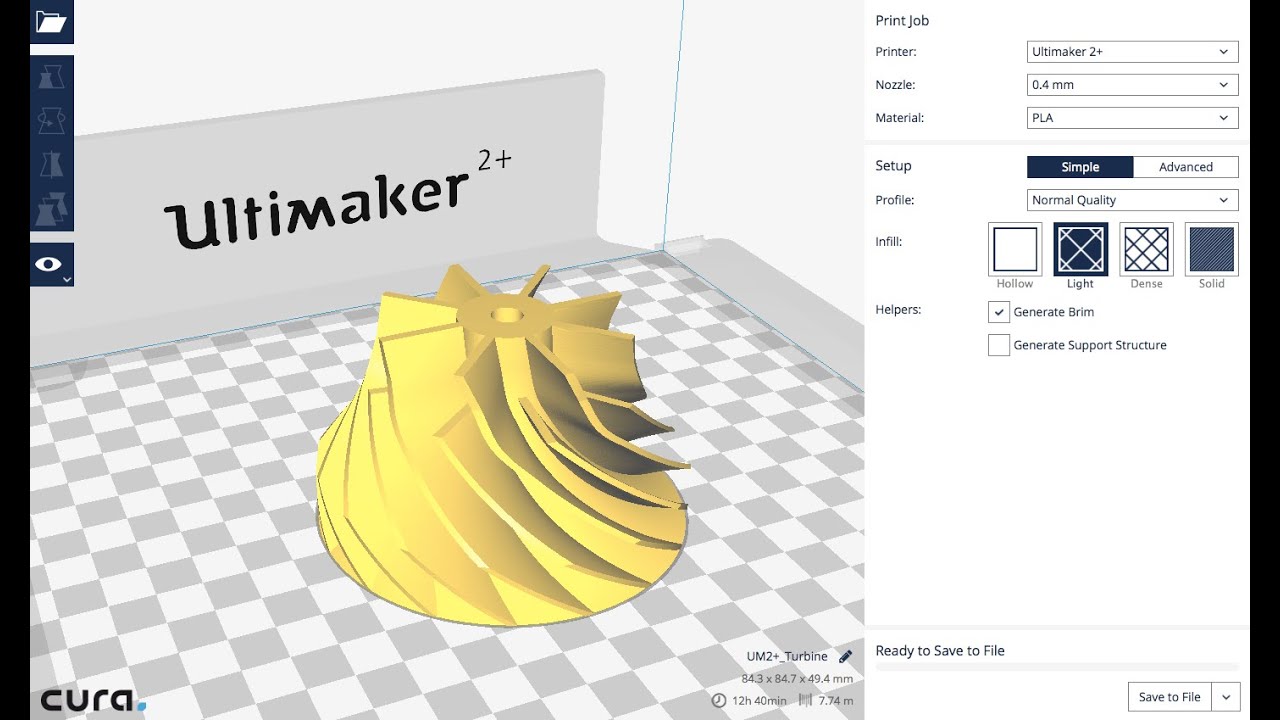 Ultimaker 2+
Print Job
Printer: Ultimaker 2+
Nozzle: 0.4 mm
Material: PLA
Setup Simple Advanced
Profile: Normal Quality
Infill:
Hollow Light Dense Solid
Helpers: Generate Brim
Generate Support Structure
UM2+_Turbine
84.3 x 84.7 x 49.4 mm
12h 40min 7.74 m
cura.
Ready to Save to File
Save to File